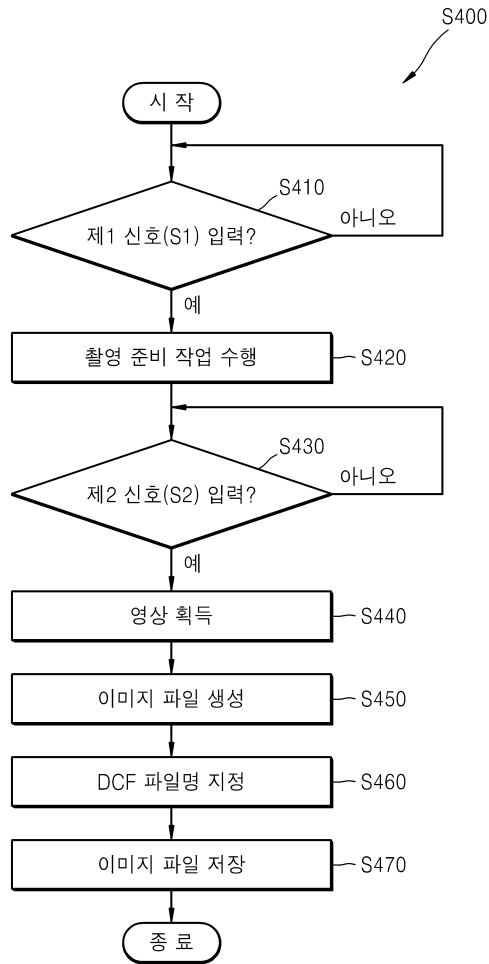 S400
시 작
S410
제1 신호(S1) 입력?
아니오
예
촬영 준비 작업 수행
S420
S430
제2 신호(S2) 입력?
아니오
예
영상 획득
S440
이미지 파일 생성
S450
DCF 파일명 지정
S460
이미지 파일 저장
S470
종 료